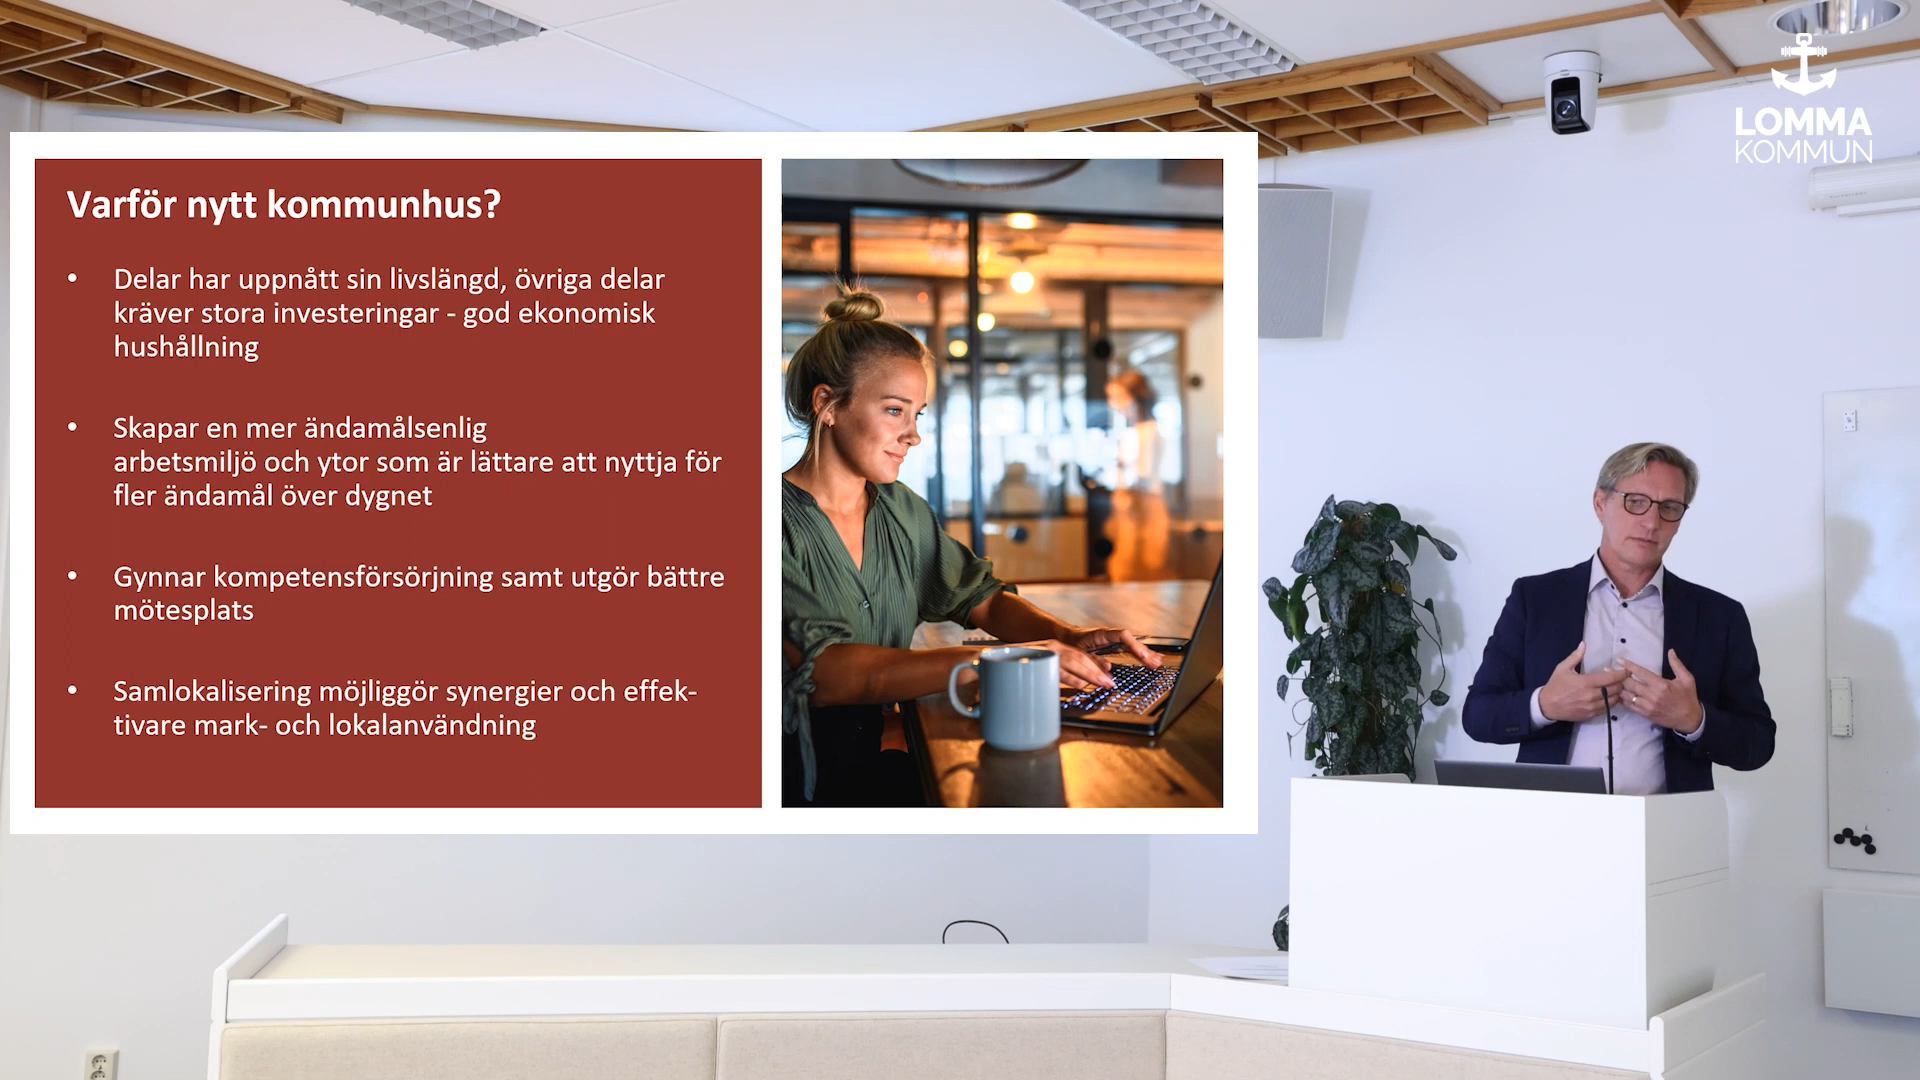 LOMMA
KOMMUN
Varför nytt kommunhus?
• Delar har uppnått sin livslängd, övriga delar
kräver stora investeringar - god ekonomisk
hushållning
• Skapar en mer ändamålsenlig
arbetsmiljö och ytor som är lättare att nyttja för
fler ändamål över dygnet
• Gynnar kompetensförsörjning samt utgör bättre
mötesplats
• Samlokalisering möjliggör synergier och effek-
tivare mark- och lokalanvändning